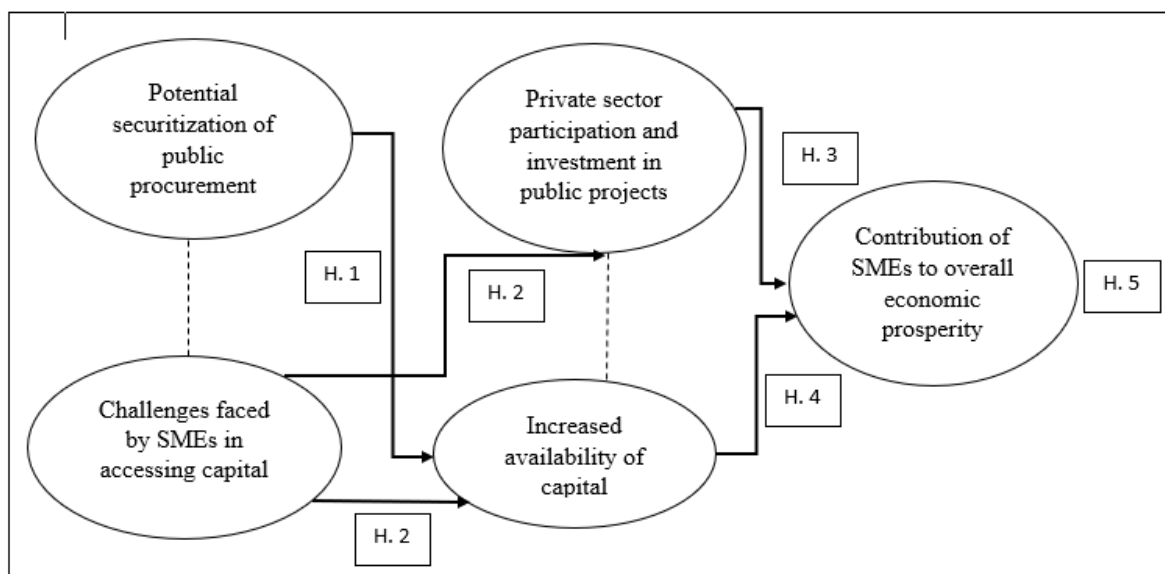 Potential
securitization of
public
procurement
Private sector
participation and
investment in
public projects
H. 3
Contribution of
SMEs to overall
economic
prosperity
H. 5
H. 1
H. 2
Challenges faced
by SMEs in
accessing capital
Increased
availability of
capital
H. 4
H. 2